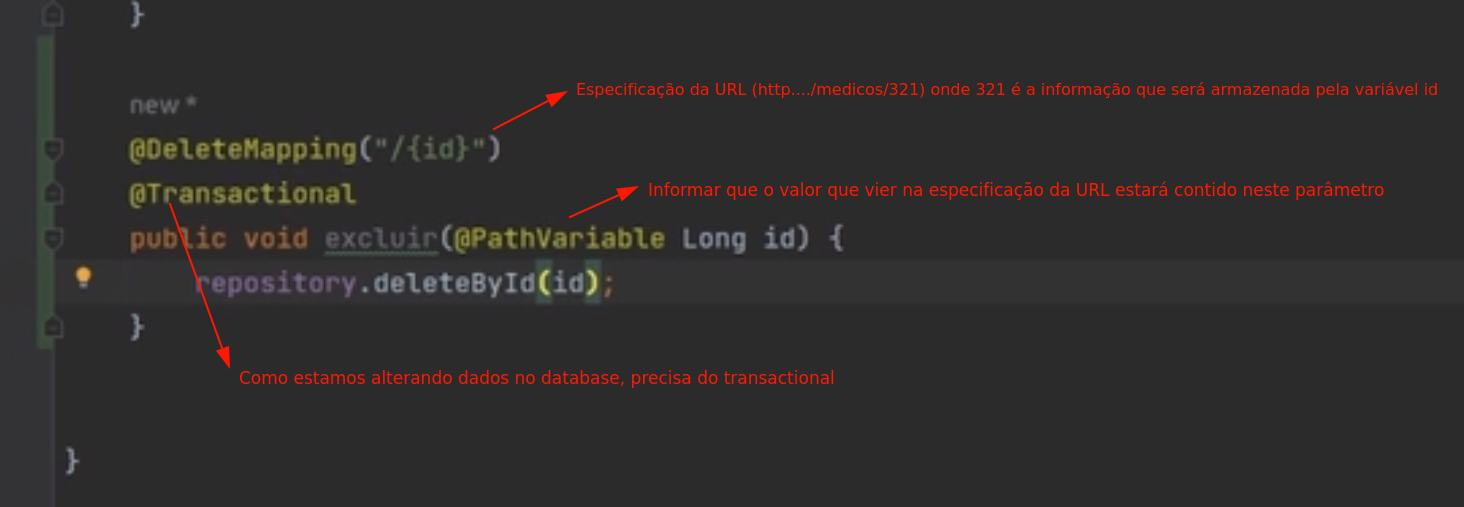 }
new *
Especificação da URL (http..../medicos/321) onde 321 é a informação que será armazenada pela variável id
@DeleteMapping("/{id}")
@Transactional
Informar que o valor que vier na especificação da URL estará contido neste parâmetro
public void excluir(@PathVariable Long id) {
repository.deleteById(id);
}
Como estamos alterando dados no database, precisa do transactional
}